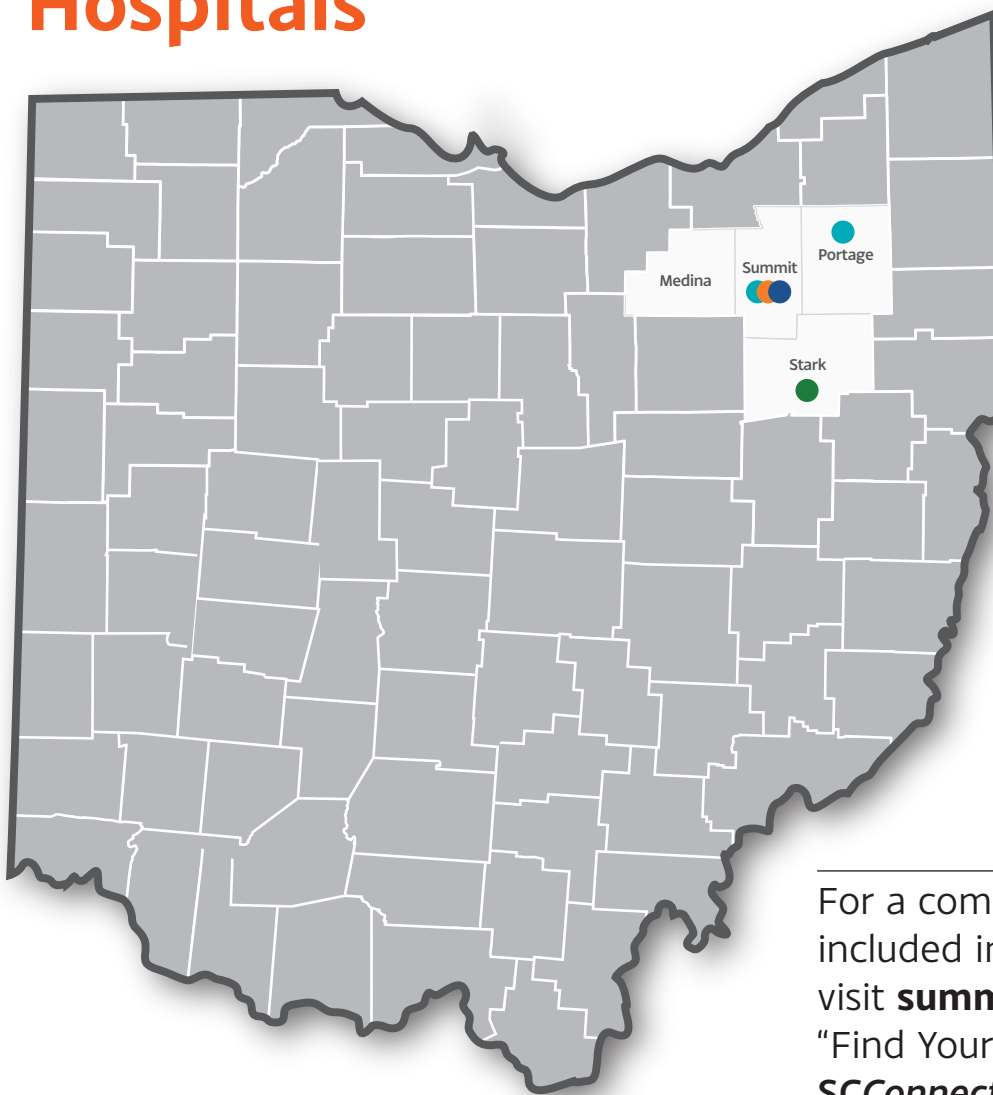 Hospitals
Portage
Summit
Medina
Stark
For a com
included in
visit summ
“Find Your
SCConnect